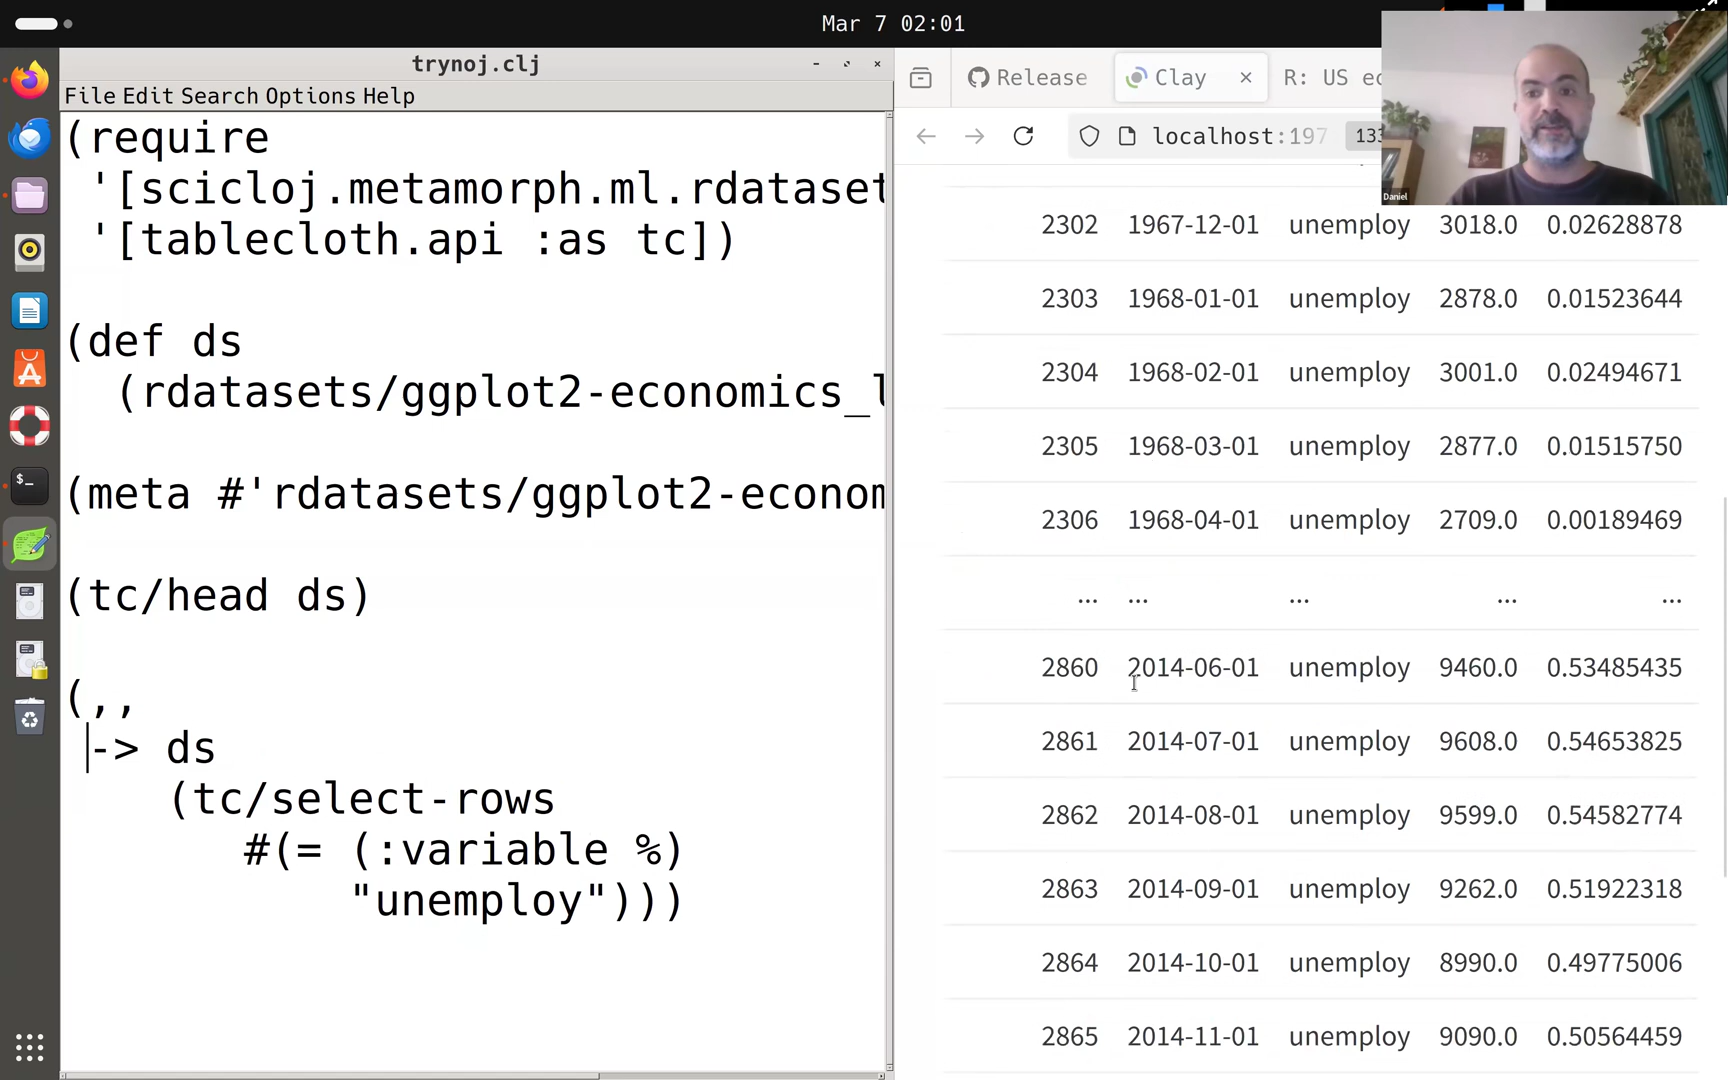 Mar 7 02:01
trynoj.clj
File Edit Search Options Help
(require
'[scicloj.metamorph.ml.rdataset
'[tablecloth.api :as tc])
(def ds
(rdatasets/ggplot2-economics_l
(meta #'rdatasets/ggplot2-econom
(tc/head ds)
(,,
-> ds
(tc/select-rows
#(= (:variable %)
"unemploy")))
Release
Clay
R: US ec
localhost:197
133
Daniel
2302 1967-12-01 unemploy 3018.0 0.02628878
2303 1968-01-01 unemploy 2878.0 0.01523644
2304 1968-02-01 unemploy 3001.0 0.02494671
2305 1968-03-01 unemploy 2877.0 0.01515750
2306 1968-04-01 unemploy 2709.0 0.00189469
... ... ... ... ...
2860 2014-06-01 unemploy 9460.0 0.53485435
2861 2014-07-01 unemploy 9608.0 0.54653825
2862 2014-08-01 unemploy 9599.0 0.54582774
2863 2014-09-01 unemploy 9262.0 0.51922318
2864 2014-10-01 unemploy 8990.0 0.49775006
2865 2014-11-01 unemploy 9090.0 0.50564459